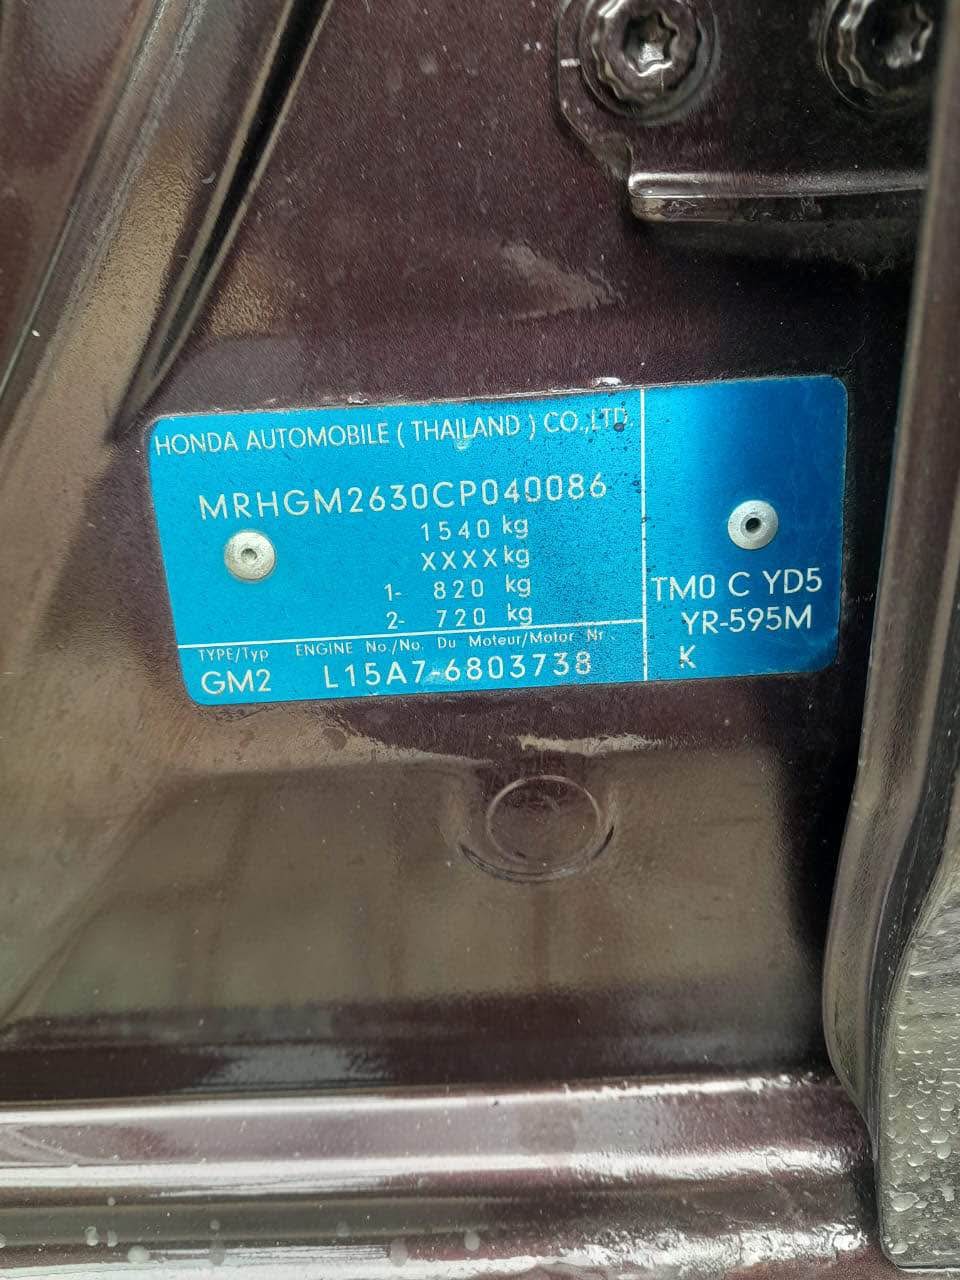 HONDA AUTOMOBILE ( THAILAND ) CO.,LTD.
MRHGM2630CP040086
1540 kg
XXXX kg
1- 820 kg
2- 720 kg
TYPE/Typ ENGINE No./No. Du Moteur/Motor Nr.
GM2 L15A7-6803738
TM0 C YD5
YR-595M
K